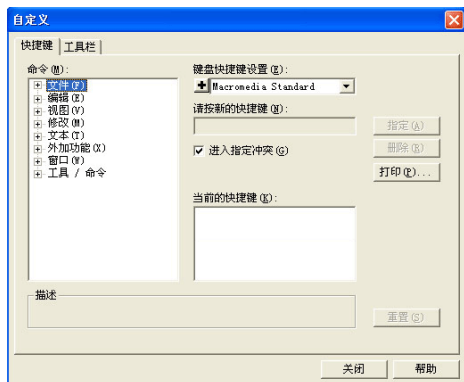 自定义
快捷键 工具栏
命令(M):
文件(F)
编辑(E)
视图(V)
修改(M)
文本(T)
外加功能(X)
窗口(W)
工具 / 命令
键盘快捷键设置(E):
Macromedia Standard
请按新的快捷键(N):
指定(A)
进入指定冲突(G)
删除(R)
打印(P)...
当前的快捷键(K):
描述
重置(S)
关闭 帮助